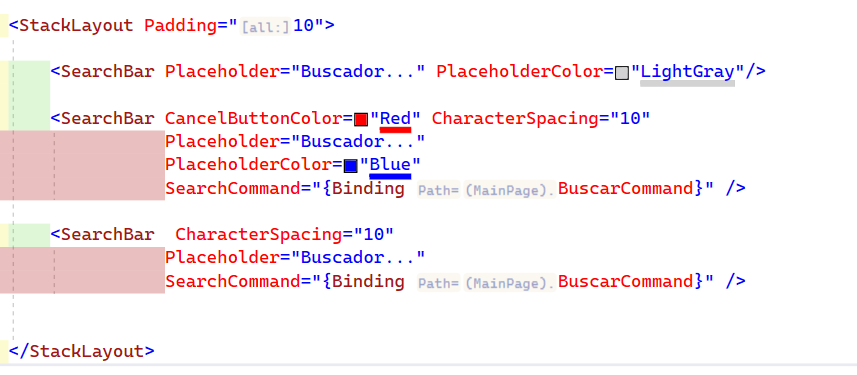 <StackLayout Padding="[all:]10">
<SearchBar Placeholder="Buscador..." PlaceholderColor="LightGray"/>
<SearchBar CancelButtonColor="Red" CharacterSpacing="10"
Placeholder="Buscador..."
PlaceholderColor="Blue"
SearchCommand="{Binding Path=(MainPage).BuscarCommand}" />
<SearchBar  CharacterSpacing="10"
Placeholder="Buscador..."
SearchCommand="{Binding Path=(MainPage).BuscarCommand}" />
</StackLayout>